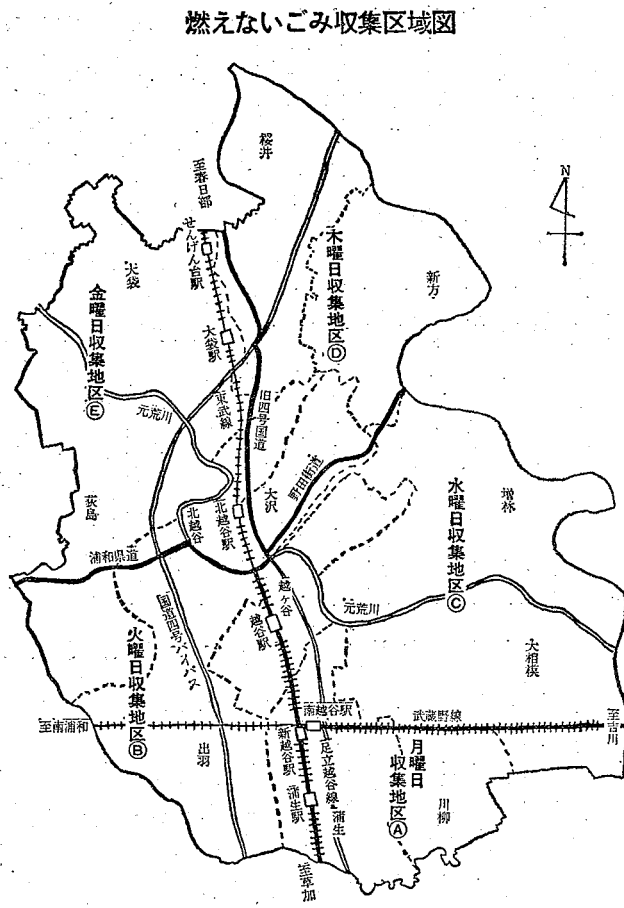 燃えないごみ収集区域図
N
桜井
至春日部
せんげん台駅
大袋
木曜日収集地区Ⓓ
新方
金曜日収集地区Ⓔ
大袋駅
東武線
旧四号国道
元荒川
野田街道
大沢
荻島
北越谷
北越谷駅
水曜日収集地区Ⓒ
増林
浦和県道
越ヶ谷
越谷駅
元荒川
国道四号バイパス
大相模
火曜日収集地区Ⓑ
南越谷駅
武蔵野線
至南浦和
至吉川
出羽
新越谷駅
足立越谷線
月曜日
収集地区Ⓐ
蒲生駅
蒲生
川柳
至草加